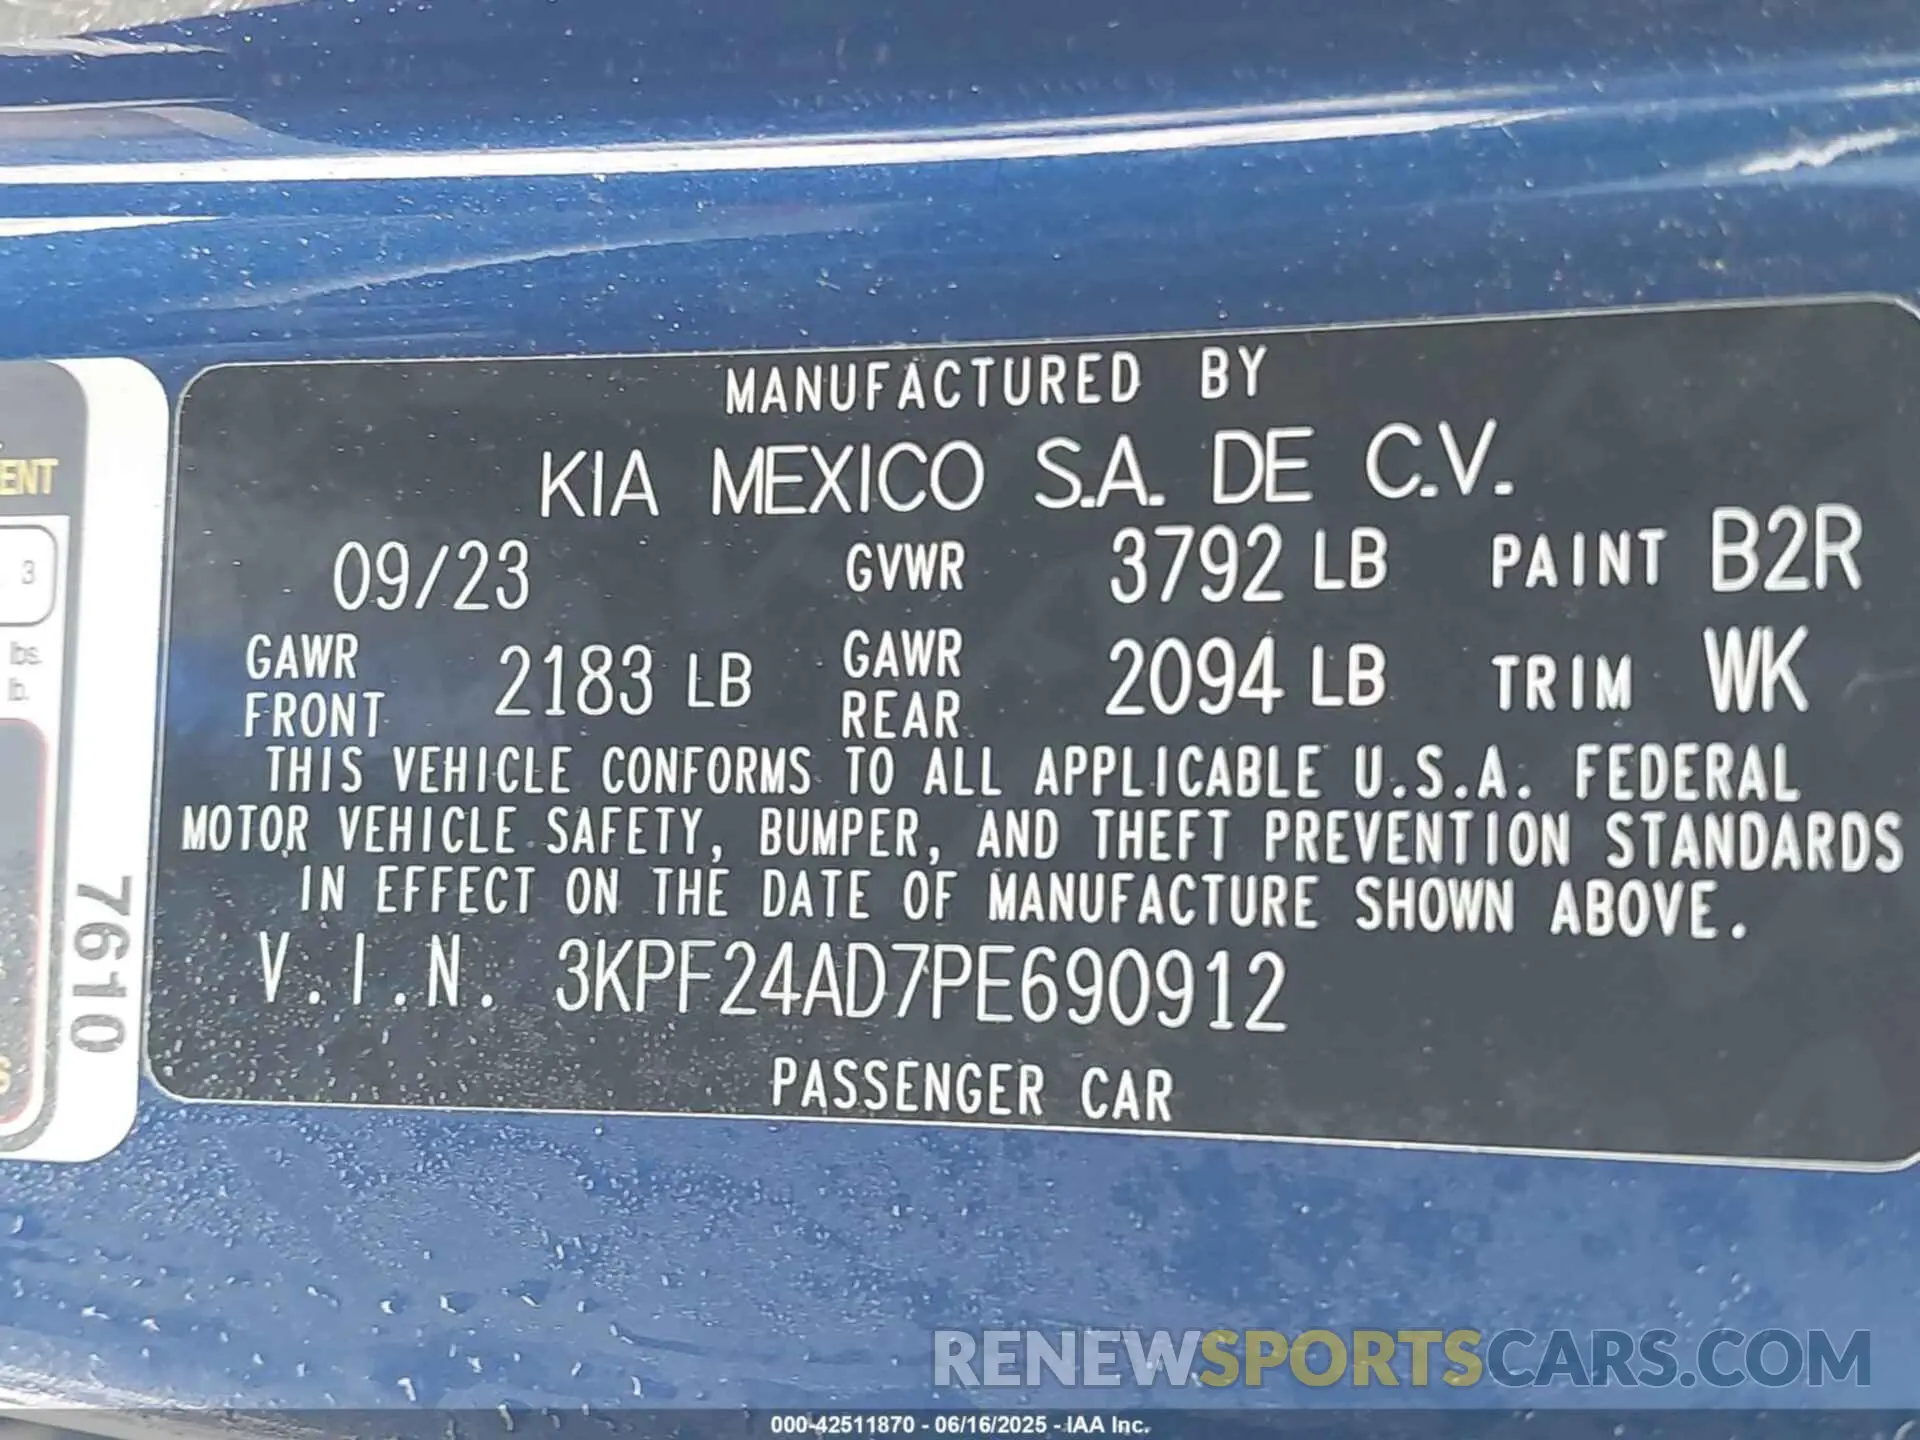 MANUFACTURED BY
KIA MEXICO S.A. DE C.V.
09/23 GVWR 3792 LB PAINT B2R
GAWR FRONT 2183 LB GAWR REAR 2094 LB TRIM WK
THIS VEHICLE CONFORMS TO ALL APPLICABLE U.S.A. FEDERAL
MOTOR VEHICLE SAFETY, BUMPER, AND THEFT PREVENTION STANDARDS
IN EFFECT ON THE DATE OF MANUFACTURE SHOWN ABOVE.
V.I.N. 3KPF24AD7PE690912
PASSENGER CAR
3
lbs.
lb.
7610
RENEWSPORTSCARS.COM
000-42511870 - 06/16/2025 - IAA Inc.